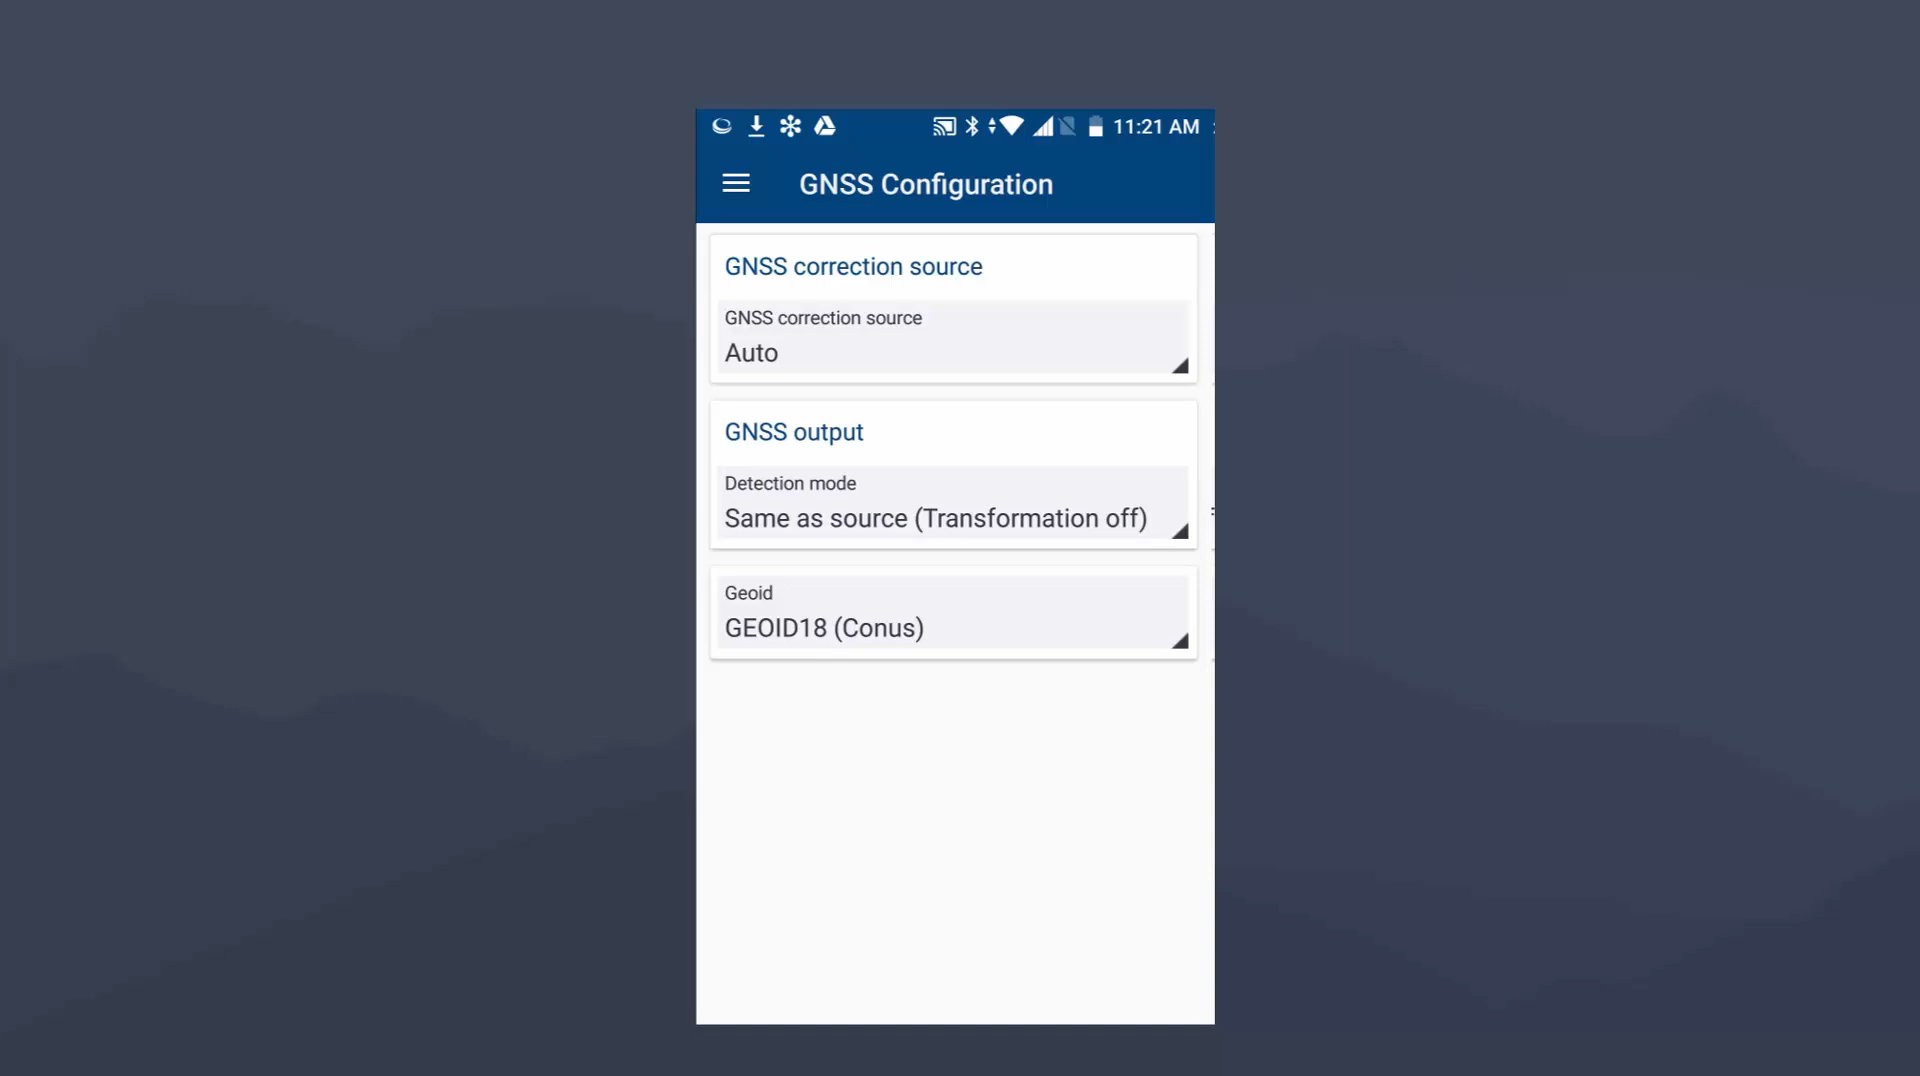 11:21 AM
GNSS Configuration
GNSS correction source
GNSS correction source
Auto
GNSS output
Detection mode
Same as source (Transformation off)
Geoid
GEOID18 (Conus)